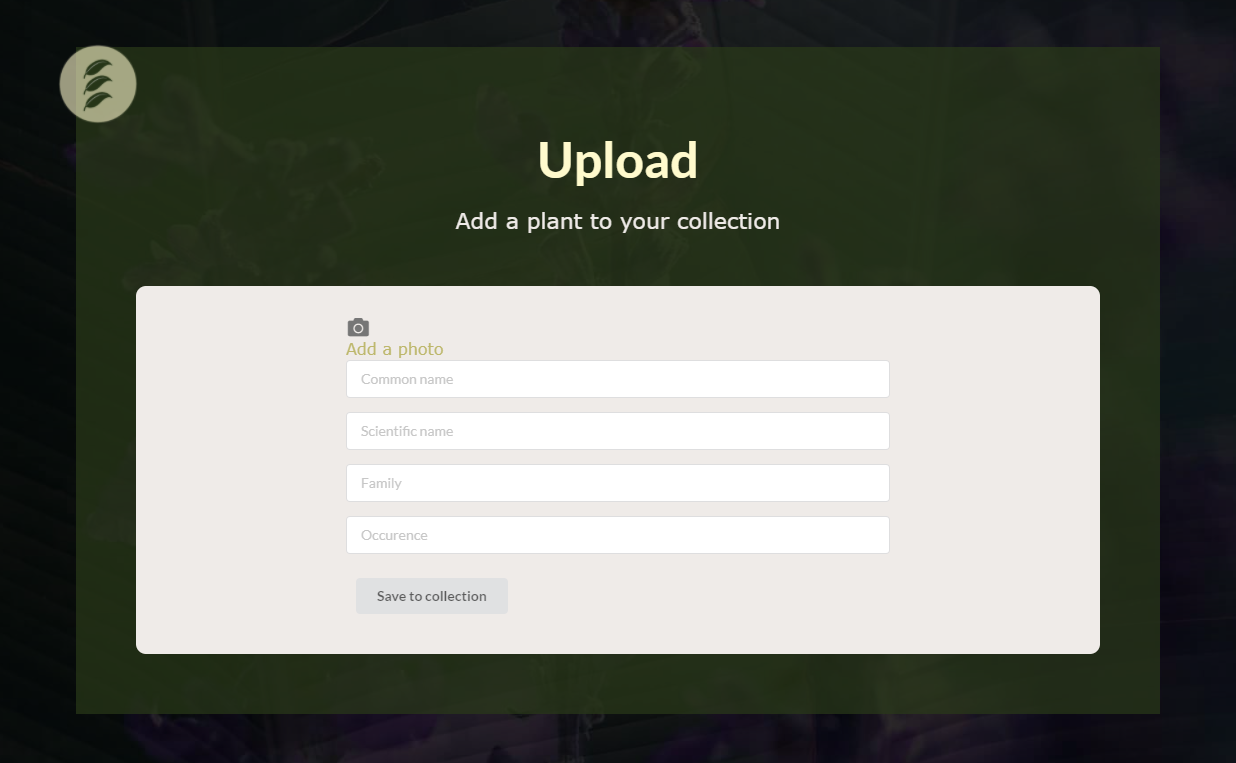 Upload
Add a plant to your collection
Add a photo
Common name
Scientific name
Family
Occurence
Save to collection